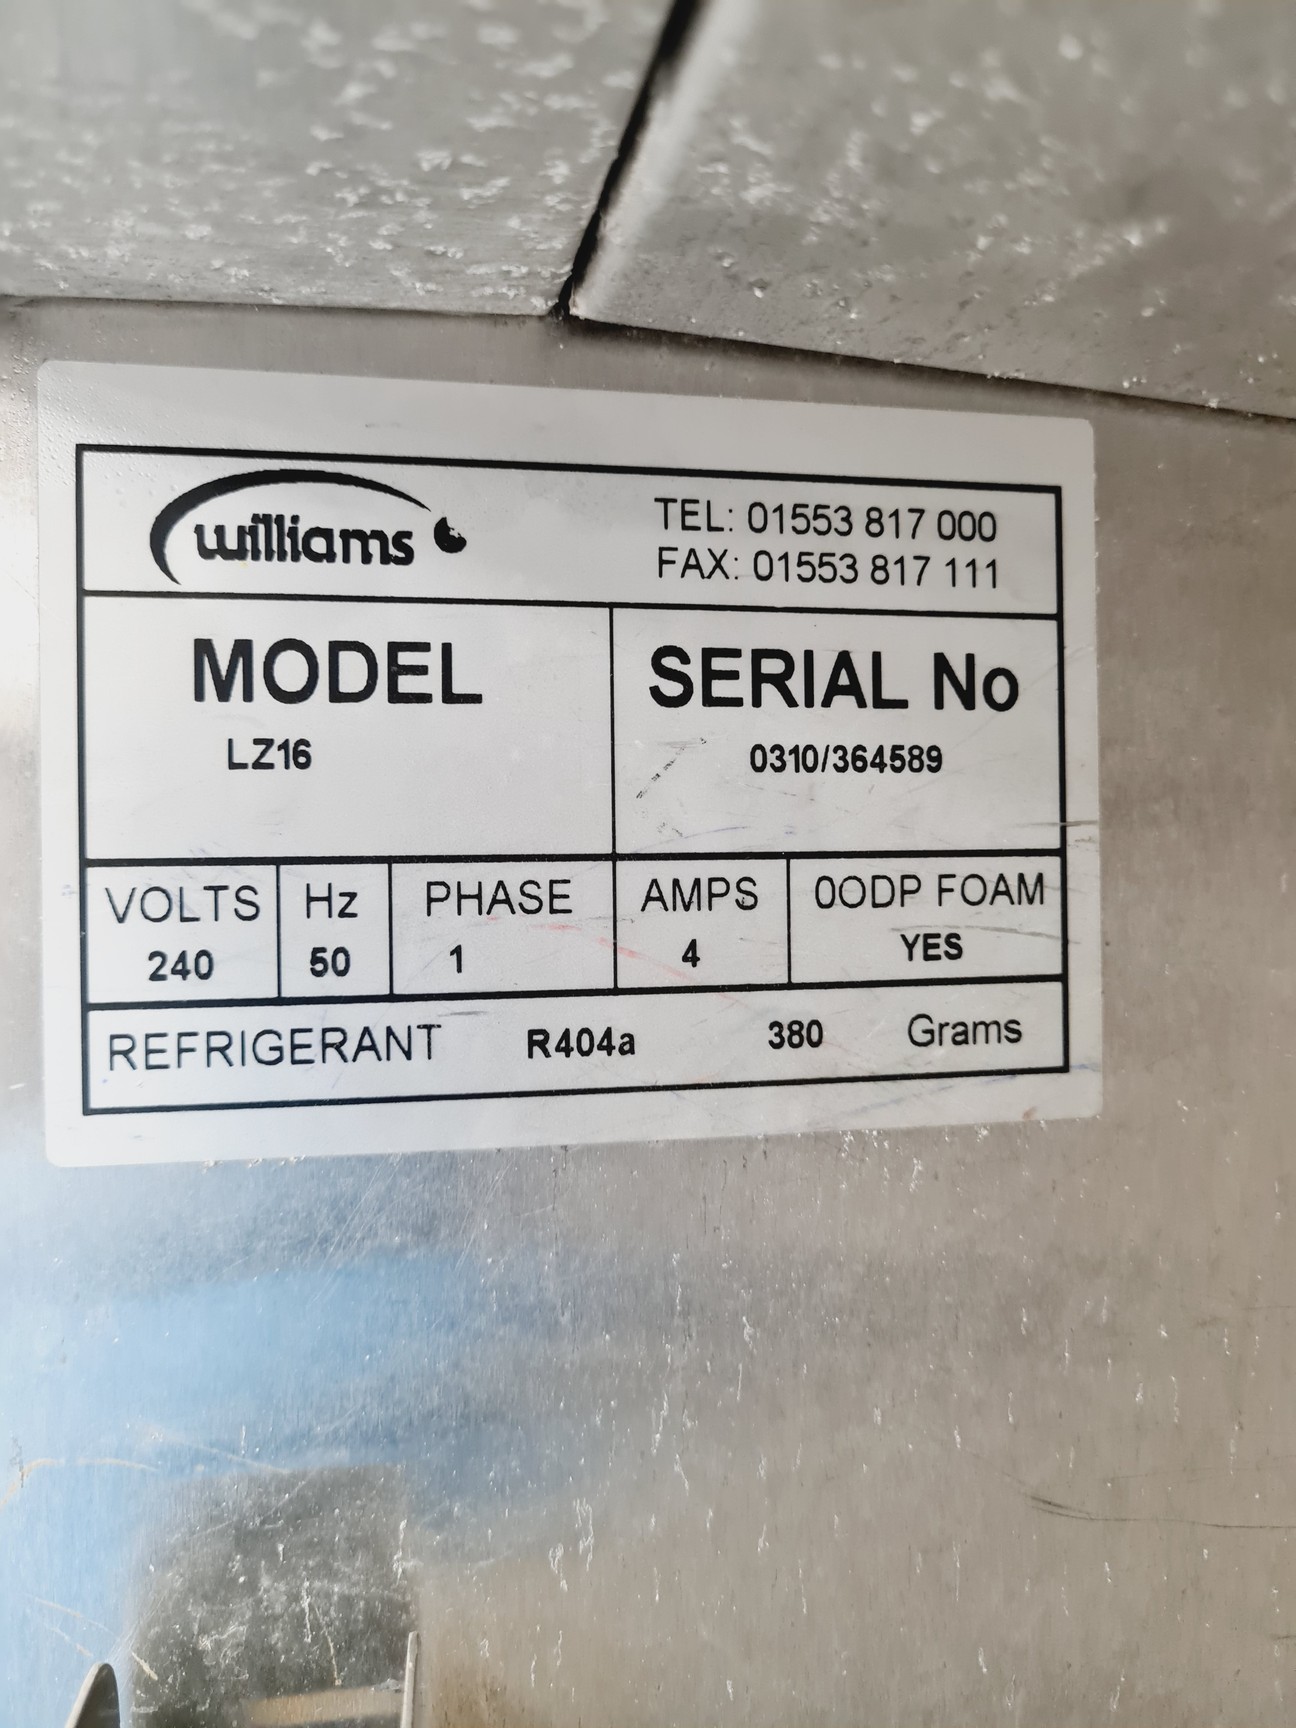 williams
TEL: 01553 817 000
FAX: 01553 817 111
MODEL
LZ16
SERIAL No
0310/364589
VOLTS
240
Hz
50
PHASE
1
AMPS
4
0ODP FOAM
YES
REFRIGERANT R404a 380 Grams